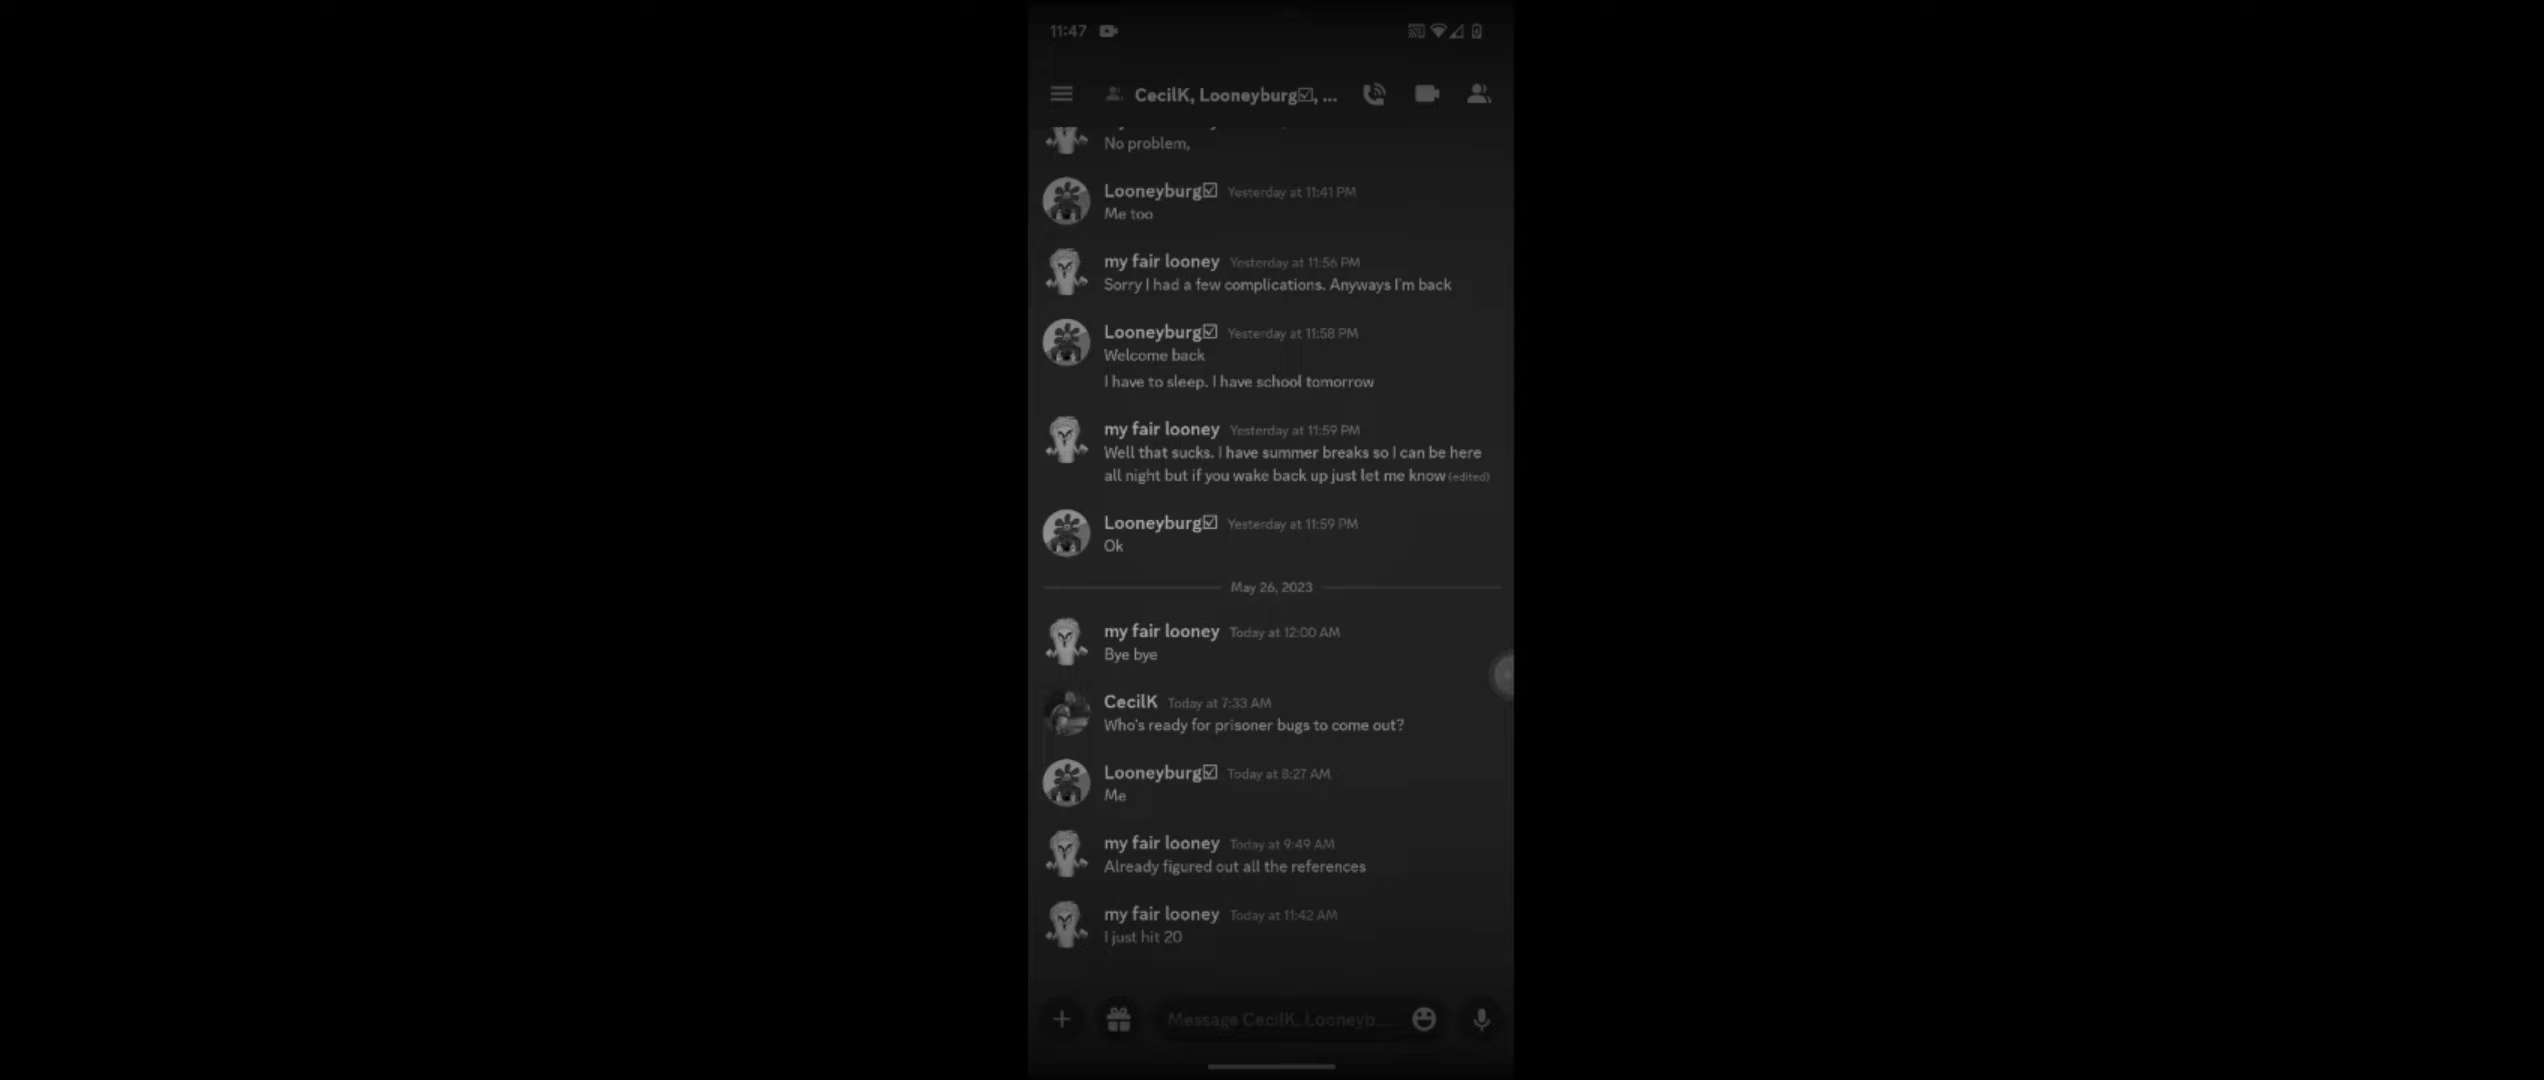 11:47
CecilK, Looneyburg☑, ...
No problem,
Looneyburg☑ Yesterday at 11:41 PM
Me too
my fair looney Yesterday at 11:56 PM
Sorry I had a few complications. Anyways I'm back
Looneyburg☑ Yesterday at 11:58 PM
Welcome back
I have to sleep. I have school tomorrow
my fair looney Yesterday at 11:59 PM
Well that sucks. I have summer breaks so I can be here
all night but if you wake back up just let me know (edited)
Looneyburg☑ Yesterday at 11:59 PM
Ok
May 26, 2023
my fair looney Today at 12:00 AM
Bye bye
CecilK Today at 7:33 AM
Who's ready for prisoner bugs to come out?
Looneyburg☑ Today at 8:27 AM
Me
my fair looney Today at 9:49 AM
Already figured out all the references
my fair looney Today at 11:42 AM
I just hit 20
Message CecilK, Looneyb...